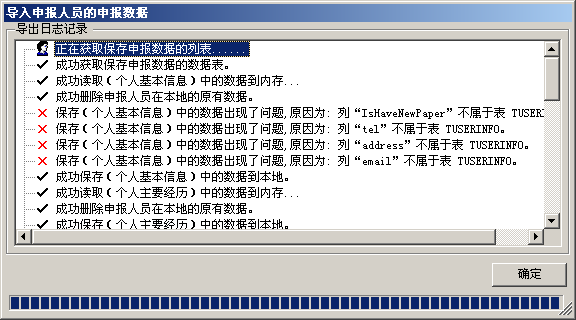 导入申报人员的申报数据
导出日志记录
正在获取保存申报数据的列表......
成功获取保存申报数据的数据表。
成功读取(个人基本信息)中的数据到内存...
成功删除申报人员在本地的原有数据。
保存(个人基本信息)中的数据出现了问题,原因为: 列“IsHaveNewPaper”不属于表 TUSERI
保存(个人基本信息)中的数据出现了问题,原因为: 列“tel”不属于表 TUSERINFO。
保存(个人基本信息)中的数据出现了问题,原因为: 列“address”不属于表 TUSERINFO。
保存(个人基本信息)中的数据出现了问题,原因为: 列“email”不属于表 TUSERINFO。
成功保存(个人基本信息)中的数据到本地。
成功读取(个人主要经历)中的数据到内存...
成功删除申报人员在本地的原有数据。
成功保存(个人主要经历)中的数据到本地。
确定